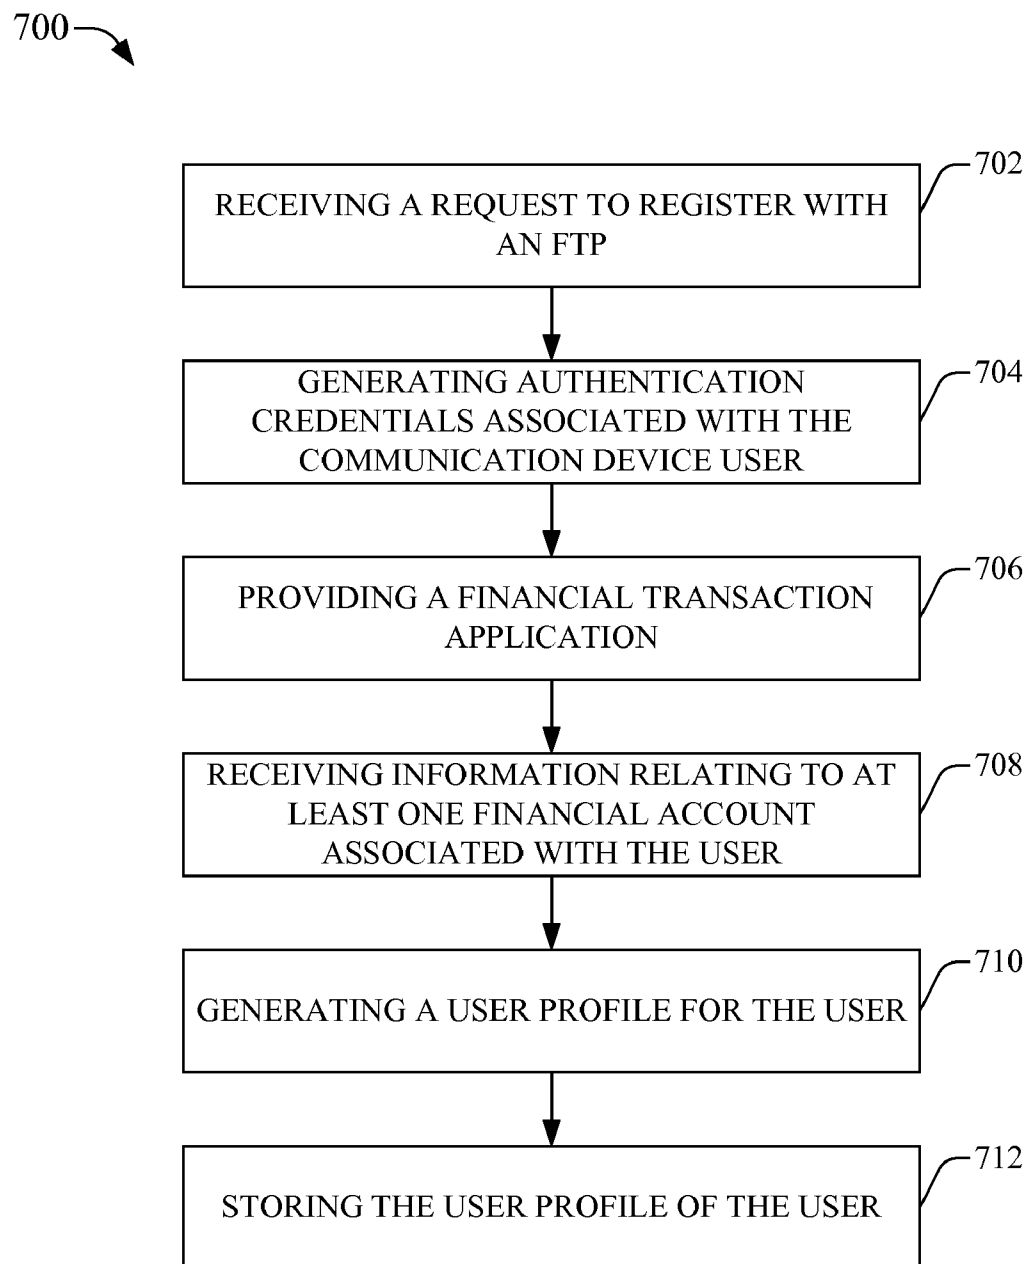 700
702
RECEIVING A REQUEST TO REGISTER WITH
AN FTP
704
GENERATING AUTHENTICATION
CREDENTIALS ASSOCIATED WITH THE
COMMUNICATION DEVICE USER
706
PROVIDING A FINANCIAL TRANSACTION
APPLICATION
708
RECEIVING INFORMATION RELATING TO AT
LEAST ONE FINANCIAL ACCOUNT
ASSOCIATED WITH THE USER
710
GENERATING A USER PROFILE FOR THE USER
712
STORING THE USER PROFILE OF THE USER